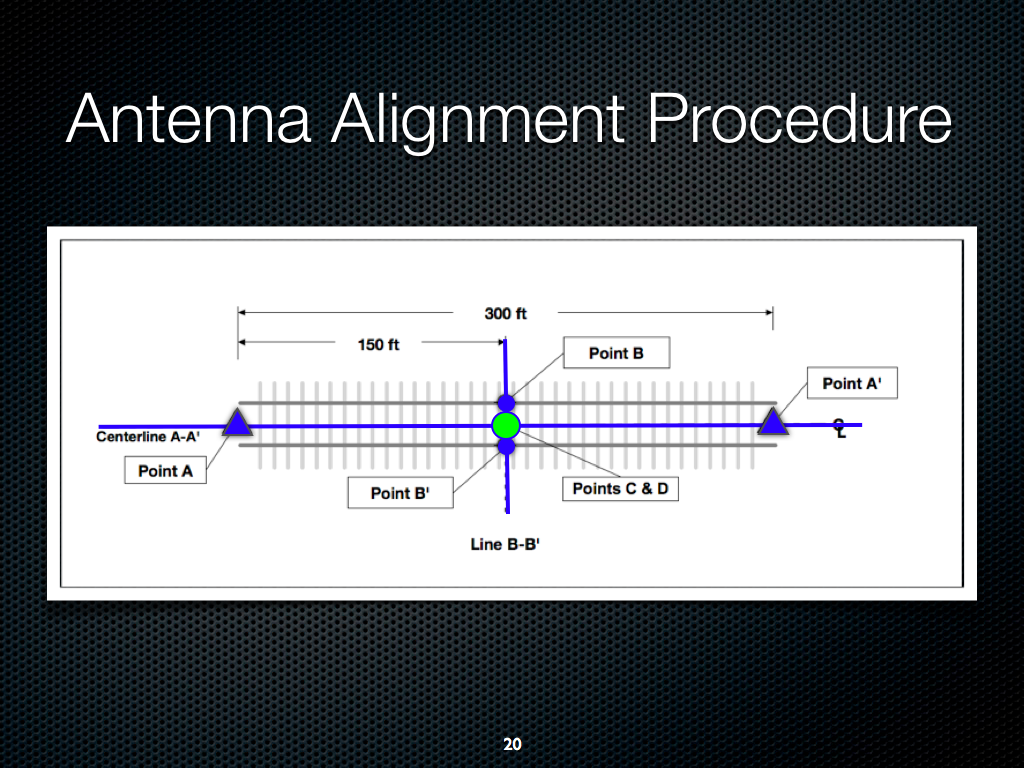 Antenna Alignment Procedure
300 ft
150 ft
Point B
Point A'
Centerline A-A'
℄
Point A
Point B'
Points C & D
Line B-B'
20